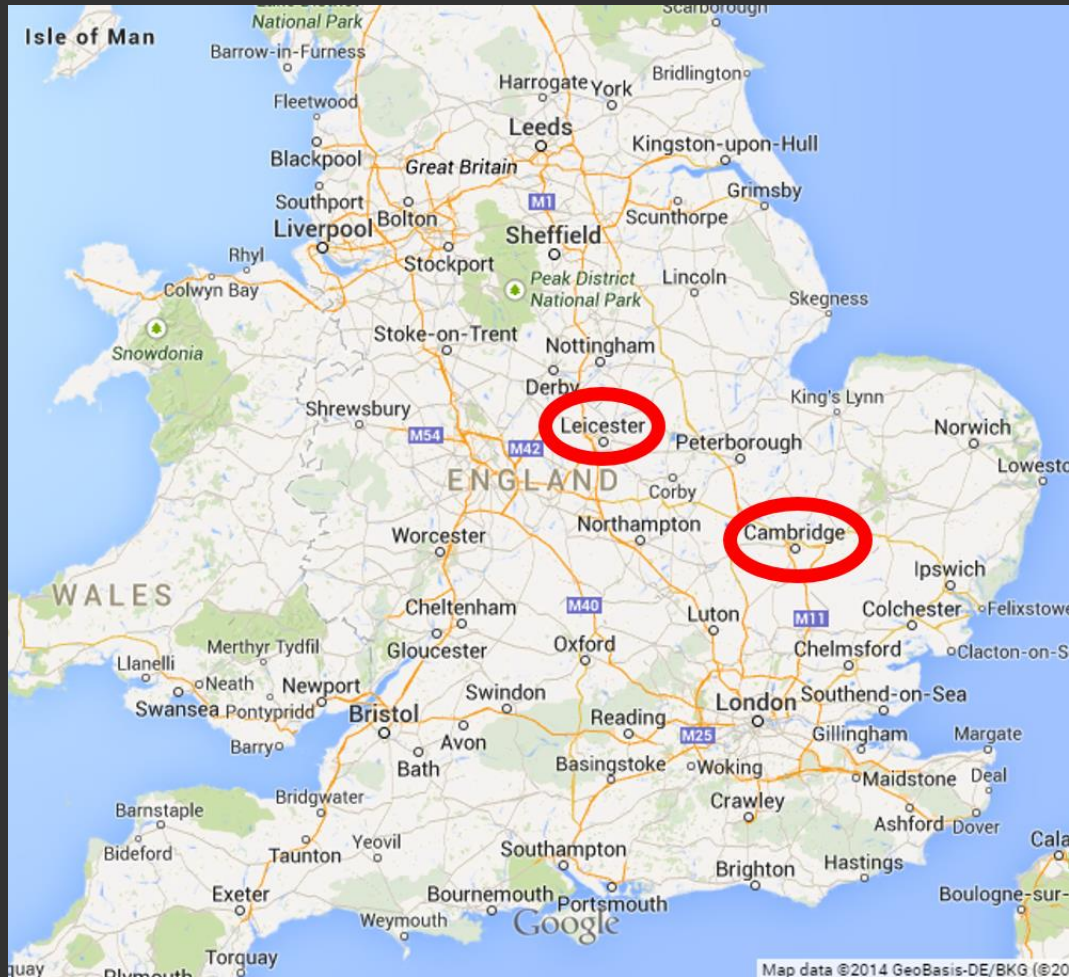 Scarborough
National Park
Isle of Man
Barrow-in-Furness
Bridlington
Harrogate
York
Fleetwood
Leeds
Kingston-upon-Hull
Blackpool
Great Britain
Grimsby
Southport
M1
Scunthorpe
Bolton
Liverpool
Sheffield
Rhyl
Stockport
Peak District
National Park
Lincoln
Colwyn Bay
Skegness
Stoke-on-Trent
Snowdonia
Nottingham
Derby
King's Lynn
Shrewsbury
Leicester
Norwich
M54
M42
Peterborough
Lowesto
ENGLAND
Corby
Northampton
Cambridge
Worcester
Ipswich
WALES
Cheltenham
M40
Luton
M11
Colchester
Felixstowe
Merthyr Tydfil
Gloucester
Oxford
Chelmsford
Clacton-on-S
Llanelli
Neath
Newport
Swindon
London
Southend-on-Sea
Swansea
Pontypridd
Bristol
Reading
M25
Gillingham
Margate
Barry
Avon
Bath
Basingstoke
Woking
Maidstone
Deal
Bridgwater
Barnstaple
Crawley
Ashford
Dover
Bideford
Taunton
Yeovil
Southampton
Brighton
Hastings
Cala
Exeter
Bournemouth
Portsmouth
Boulogne-sur-
Weymouth
Google
Torquay
quay
Plymouth
Map data ©2014 GeoBasis-DE/BKG (©20